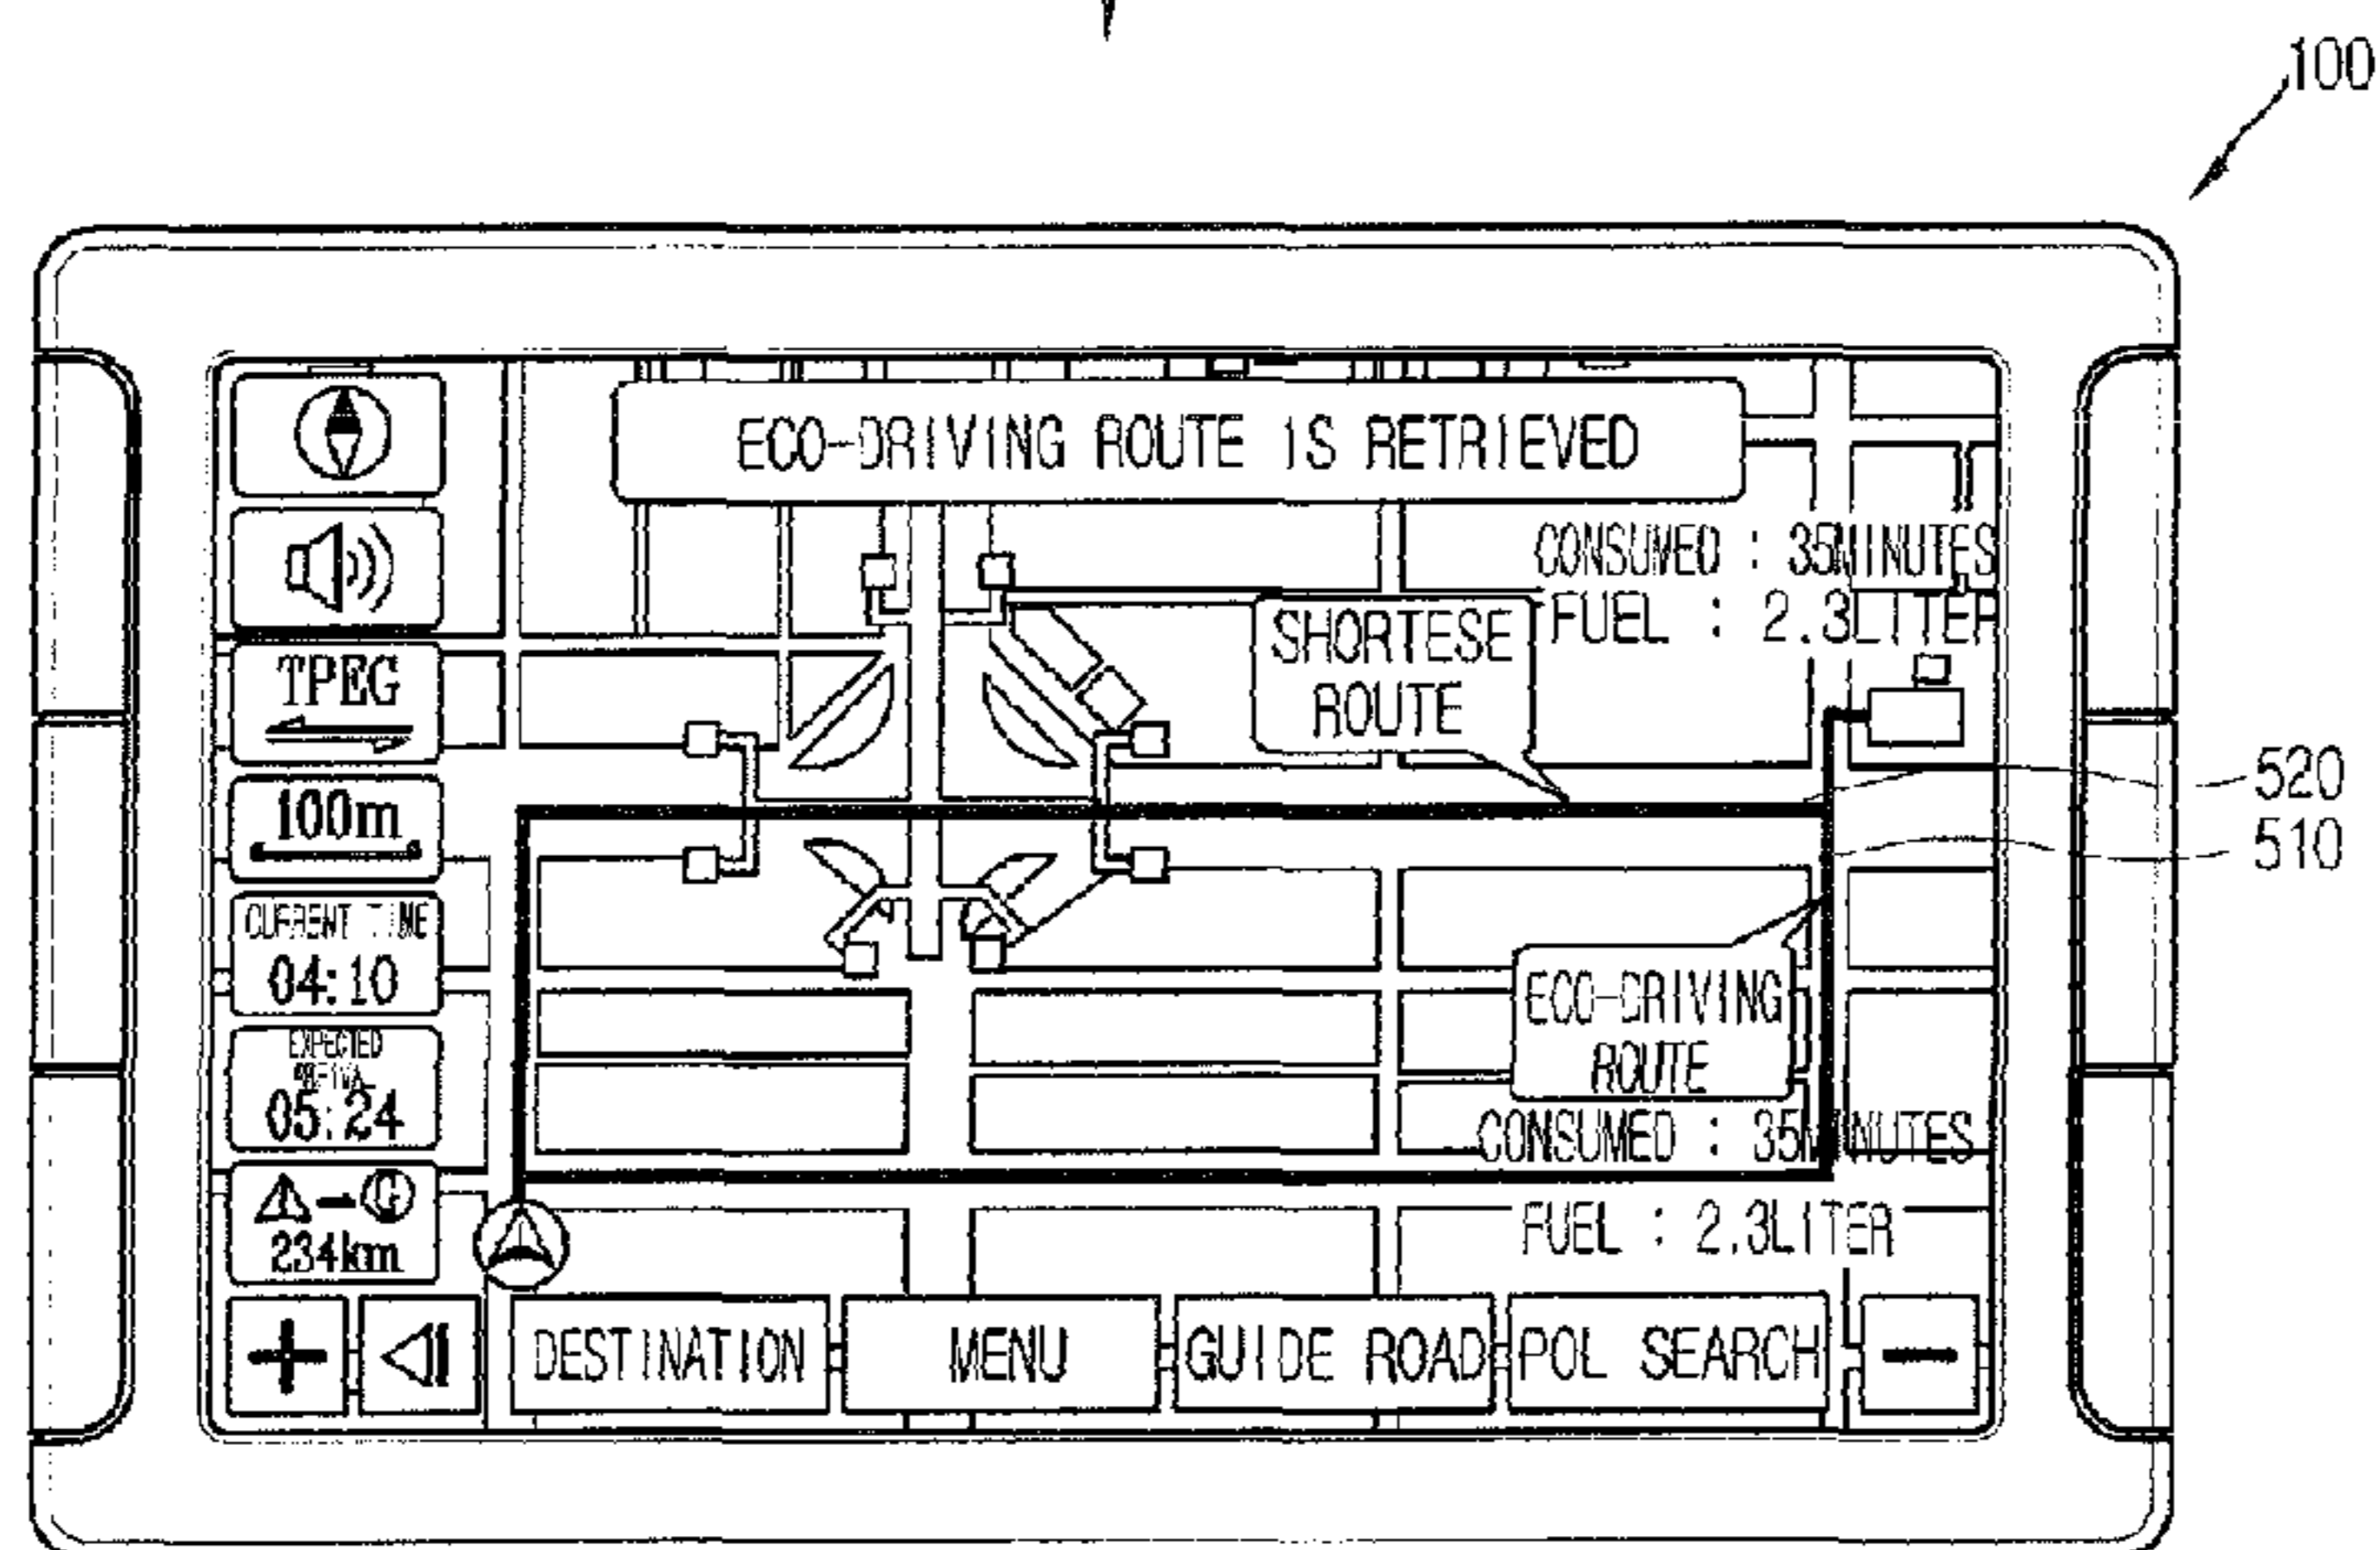 100
ECO-DRIVING ROUTE IS RETRIEVED
CONSUMED : 35MINUTES
FUEL : 2.3LITER
SHORTESE
ROUTE
TPEG
520
100m
510
CURRENT TIME
04:10
ECO-DRIVING
ROUTE
EXPECTED
05:24
CONSUMED : 35MINUTES
G
234km
FUEL : 2.3LITER
DESTINATION
MENU
GUIDE ROAD
POL SEARCH